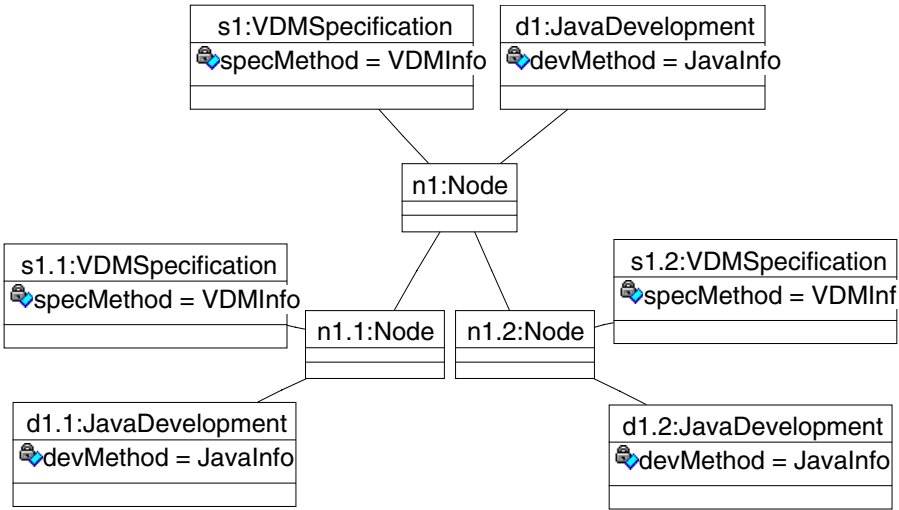 s1:VDMSpecification
specMethod = VDMInfo
d1:JavaDevelopment
devMethod = JavaInfo
n1:Node
s1.1:VDMSpecification
specMethod = VDMInfo
s1.2:VDMSpecification
specMethod = VDMInf
n1.1:Node
n1.2:Node
d1.1:JavaDevelopment
devMethod = JavaInfo
d1.2:JavaDevelopment
devMethod = JavaInfo